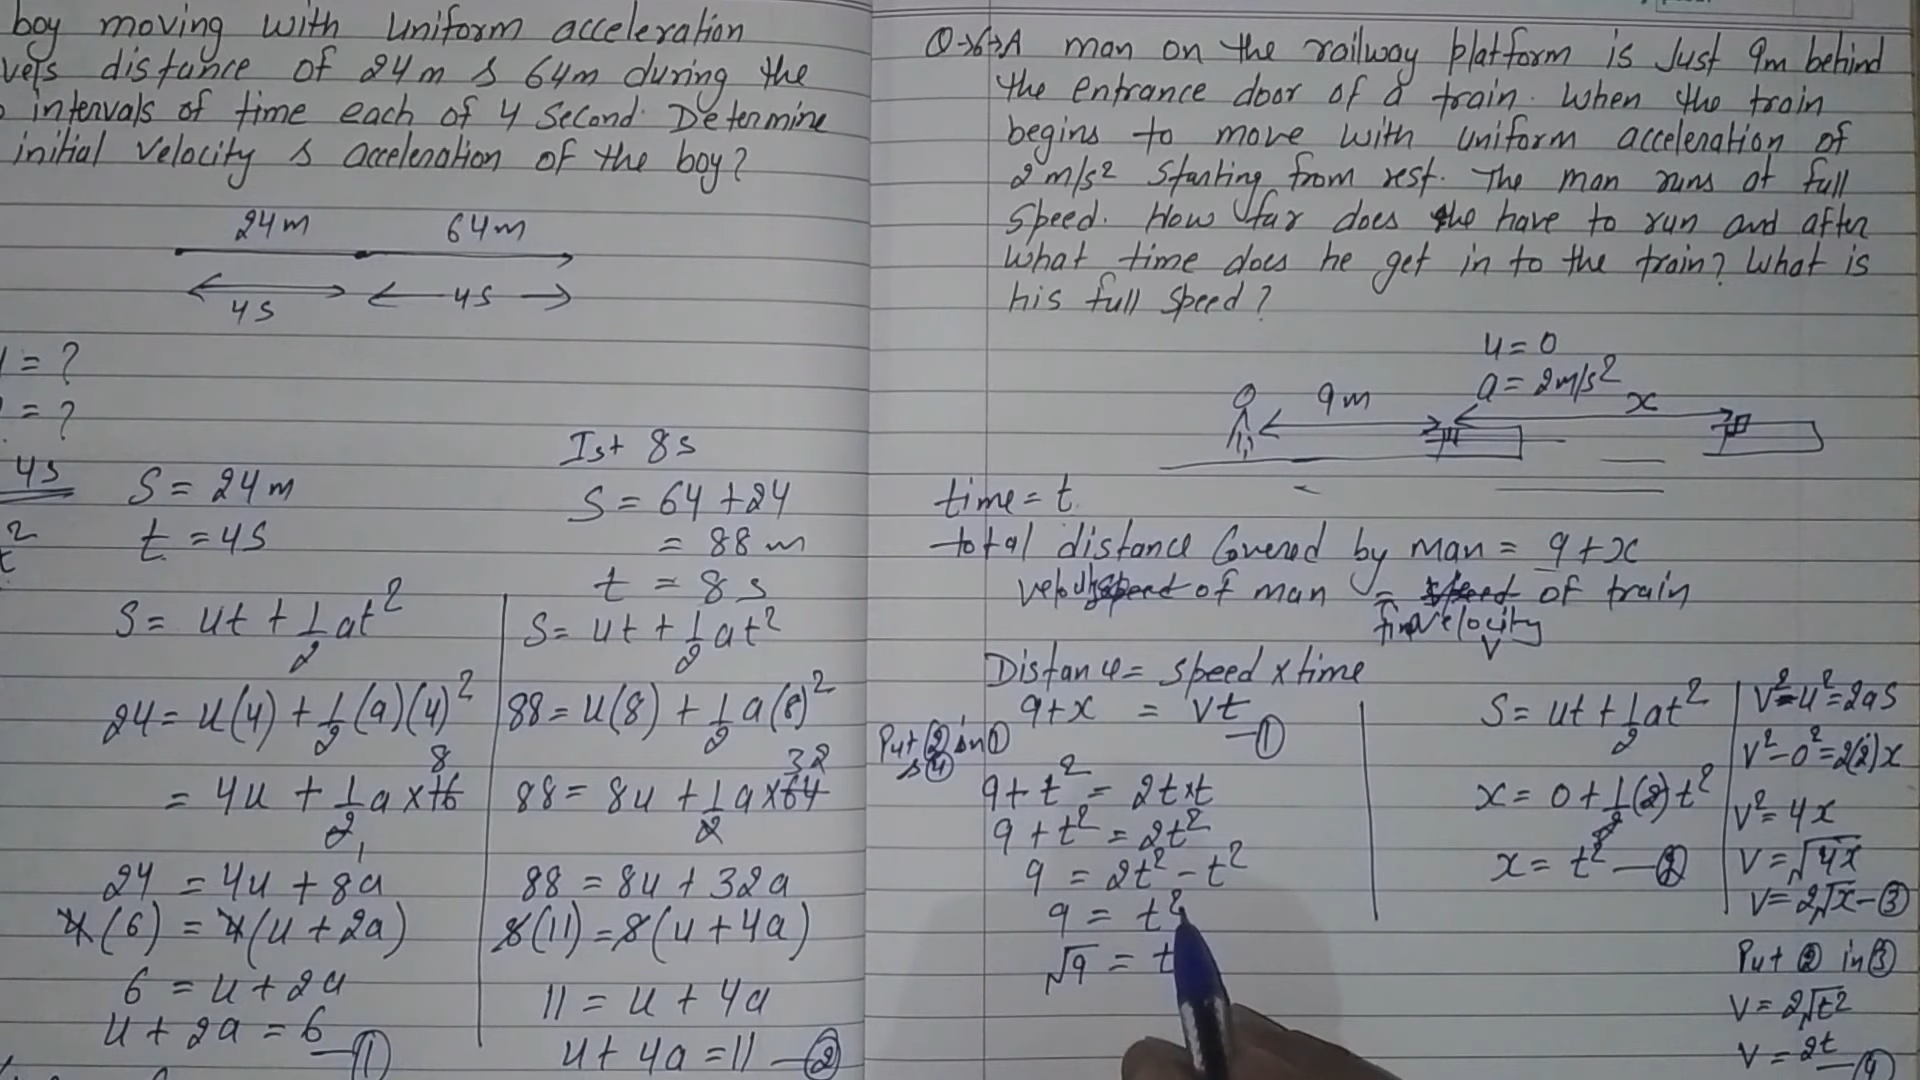 boy moving with uniform acceleration
vels distance of 24m & 64m during the
intervals of time each of 4 Second. Determine
initial velocity & acceleration of the boy?
24m 64m
4s 4s
= ?
= ?
4s
S = 24m
t = 4s
Ist 8s
S = 64 + 24
= 88 m
t = 8 s
S = ut + 1/2 at²
24 = u(4) + 1/2 (a)(4)²
= 4u + 1/2 a × 16 8
24 = 4u + 8a
4(6) = 4(u + 2a)
6 = u + 2a
u + 2a = 6 —①
S = ut + 1/2 at²
88 = u(8) + 1/2 a(8)²
88 = 8u + 1/2 a × 64 32
88 = 8u + 32a
8(11) = 8(u + 4a)
11 = u + 4a
u + 4a = 11 —②
Q→6→A man on the railway platform is Just 9m behind
the entrance door of a train. When the train
begins to move with uniform acceleration of
2 m/s² Starting from rest. The man runs at full
Speed. How far does he have to run and after
What time does he get in to the train? What is
his full speed?
u = 0
a = 2m/s²
9m x
time = t
total distance Covered by man = 9 + x
speed of man = speed of train
velocity
V
Distance = speed × time
9 + x = Vt —①
Put ② in ①
& ④
9 + t² = 2t×t
9 + t² = 2t²
9 = 2t² - t²
9 = t²
√9 = t
S = ut + 1/2 at²
x = 0 + 1/2 (2) t²
x = t² —②
V² - u² = 2aS
V² - 0² = 2(2)x
V² = 4x
V = √4x
V = 2√x —③
Put ② in ③
V = 2√t²
V = 2t —④